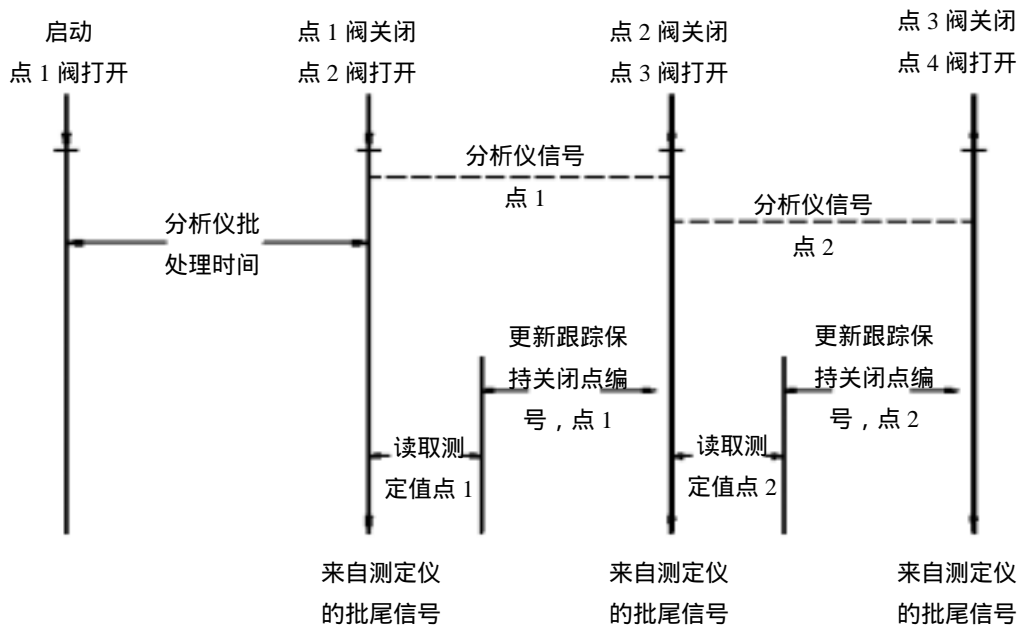 启动
点 1 阀打开
点 1 阀关闭
点 2 阀打开
点 2 阀关闭
点 3 阀打开
点 3 阀关闭
点 4 阀打开
分析仪信号
点 1
分析仪信号
点 2
分析仪批
处理时间
更新跟踪保
持关闭点编
号，点 1
更新跟踪保
持关闭点编
号，点 2
读取测
定值点 1
读取测
定值点 2
来自测定仪
的批尾信号
来自测定仪
的批尾信号
来自测定仪
的批尾信号